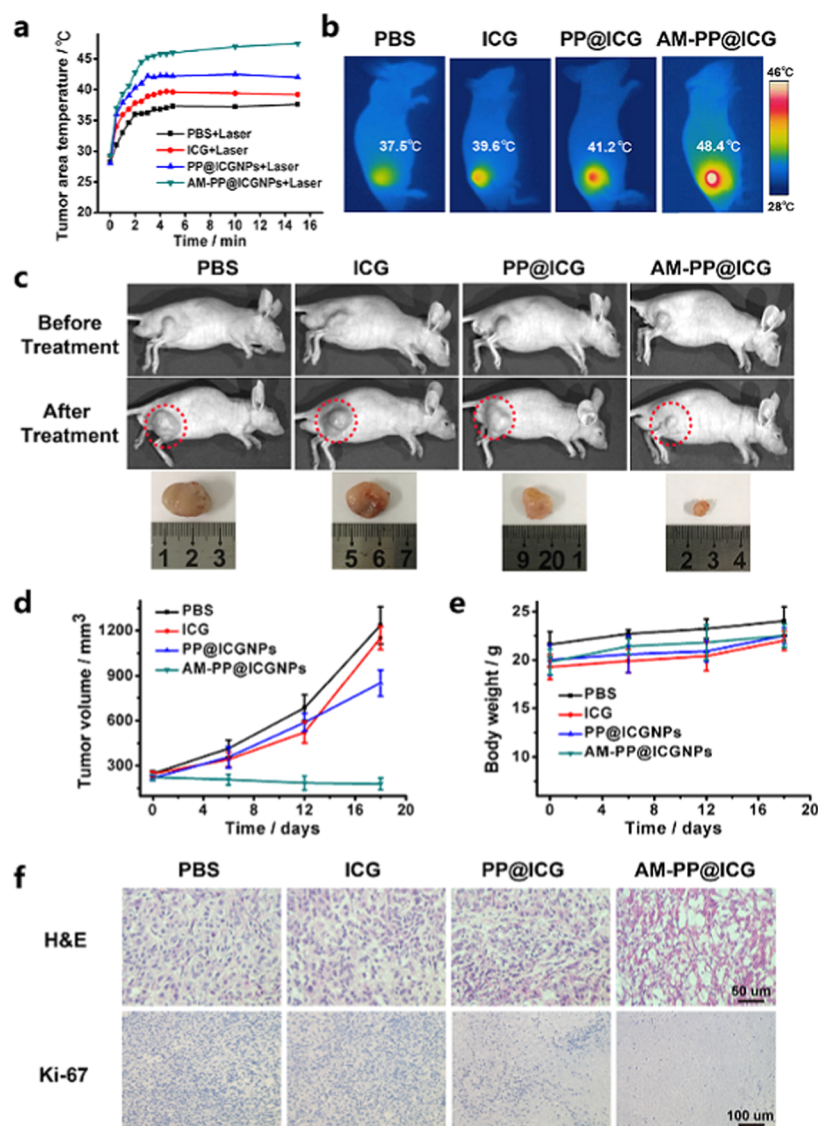 a
Tumor area temperature / °C
45
40
35
30
25
20
0 2 4 6 8 10 12 14 16
Time / min
PBS+Laser
ICG+Laser
PP@ICGNPs+Laser
AM-PP@ICGNPs+Laser
b
PBS ICG PP@ICG AM-PP@ICG
37.5°C 39.6°C 41.2°C 48.4°C
46°C
28°C
c
PBS ICG PP@ICG AM-PP@ICG
Before
Treatment
After
Treatment
1 2 3
5 6 7
9 20 1
2 3 4
d
Tumor volume / mm³
1200
900
600
300
0 4 8 12 16 20
Time / days
PBS
ICG
PP@ICGNPs
AM-PP@ICGNPs
e
Body weight / g
25
20
15
10
0 4 8 12 16 20
Time / days
PBS
ICG
PP@ICGNPs
AM-PP@ICGNPs
f
PBS ICG PP@ICG AM-PP@ICG
H&E
50 um
Ki-67
100 um